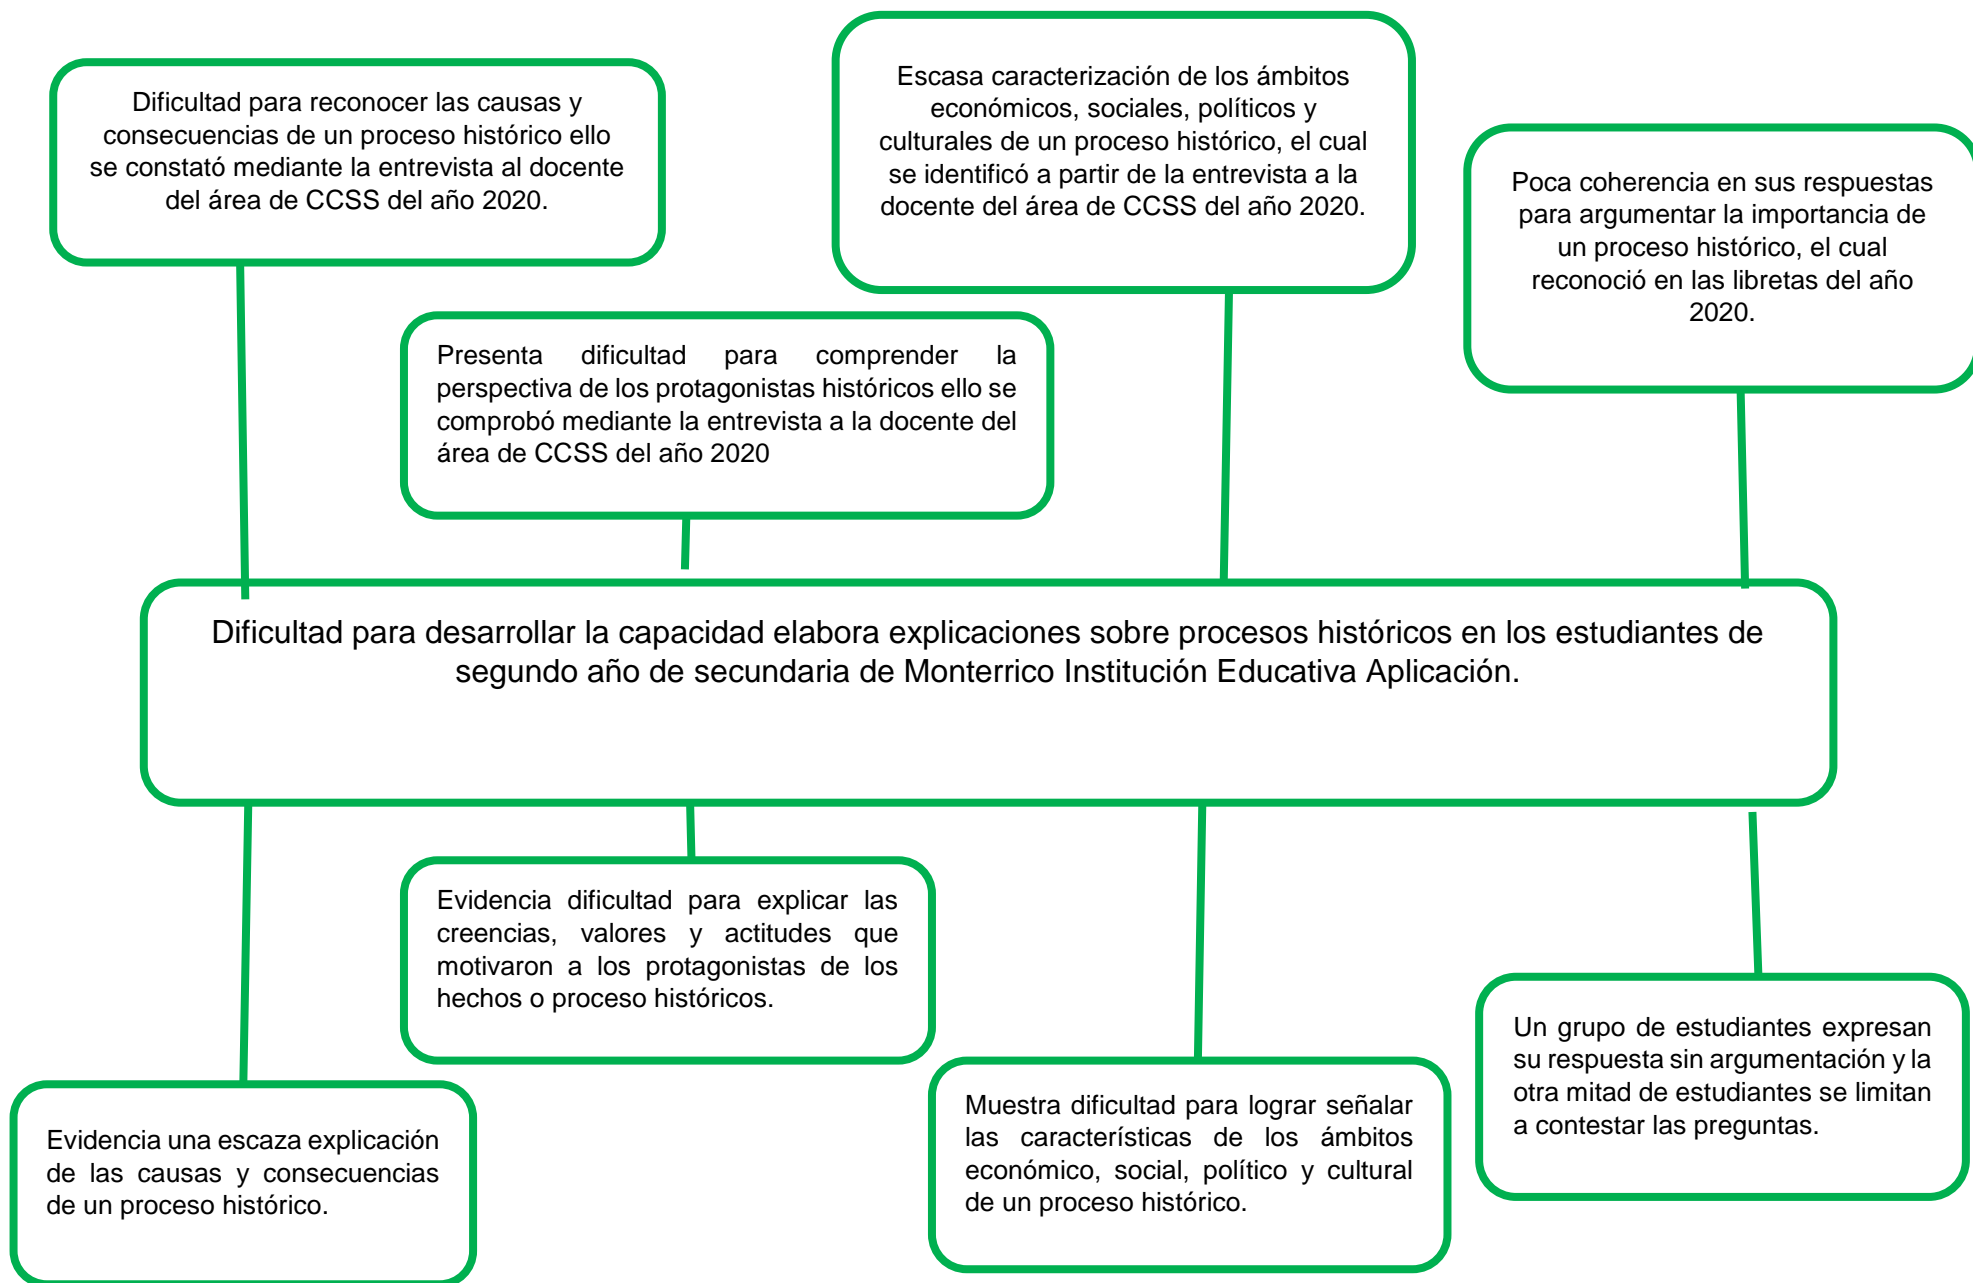 Dificultad para reconocer las causas y
consecuencias de un proceso histórico ello
se constató mediante la entrevista al docente
del área de CCSS del año 2020.
Escasa caracterización de los ámbitos
económicos, sociales, políticos y
culturales de un proceso histórico, el cual
se identificó a partir de la entrevista a la
docente del área de CCSS del año 2020.
Poca coherencia en sus respuestas
para argumentar la importancia de
un proceso histórico, el cual
reconoció en las libretas del año
2020.
Presenta dificultad para comprender la
perspectiva de los protagonistas históricos ello se
comprobó mediante la entrevista a la docente del
área de CCSS del año 2020
Dificultad para desarrollar la capacidad elabora explicaciones sobre procesos históricos en los estudiantes de
segundo año de secundaria de Monterrico Institución Educativa Aplicación.
Evidencia dificultad para explicar las
creencias, valores y actitudes que
motivaron a los protagonistas de los
hechos o proceso históricos.
Un grupo de estudiantes expresan
su respuesta sin argumentación y la
otra mitad de estudiantes se limitan
a contestar las preguntas.
Muestra dificultad para lograr señalar
las características de los ámbitos
económico, social, político y cultural
de un proceso histórico.
Evidencia una escaza explicación
de las causas y consecuencias
de un proceso histórico.